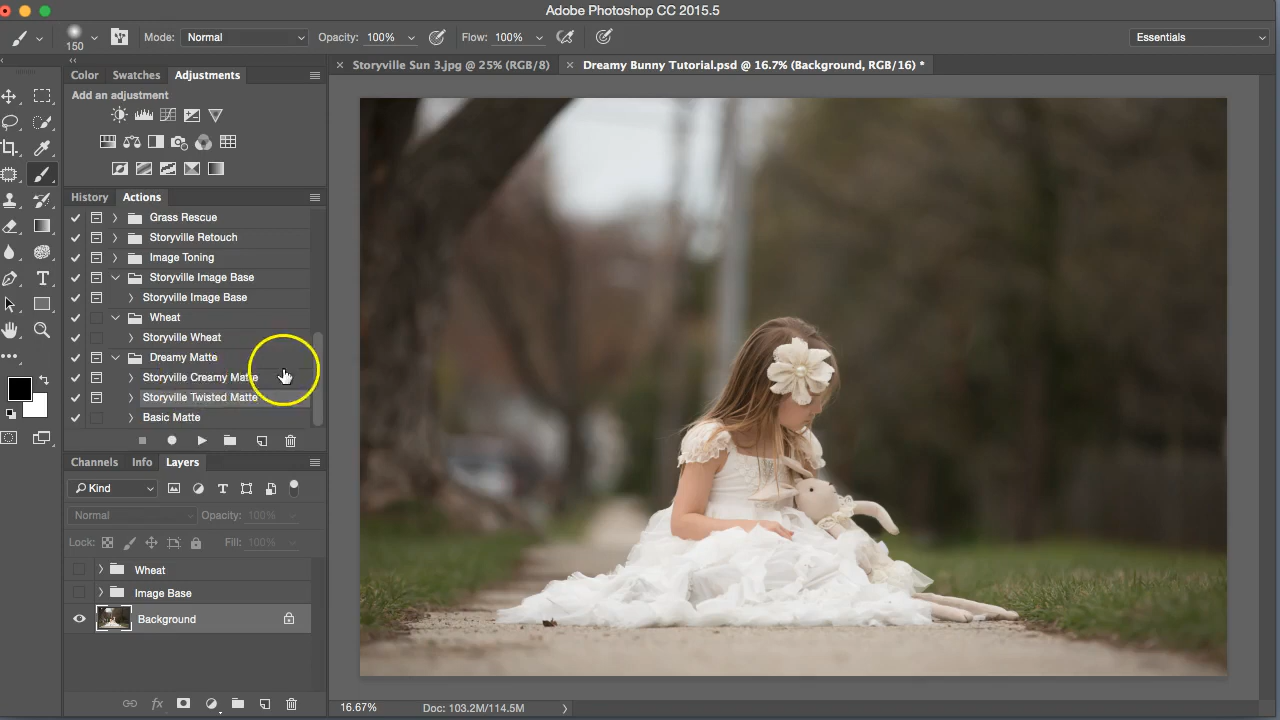 Adobe Photoshop CC 2015.5
150
Mode: Normal Opacity: 100% Flow: 100% Essentials
Color Swatches Adjustments
Storyville Sun 3.jpg @ 25% (RGB/8)
Dreamy Bunny Tutorial.psd @ 16.7% (Background, RGB/16) *
Add an adjustment
History Actions
Grass Rescue
Storyville Retouch
Image Toning
Storyville Image Base
Storyville Image Base
Wheat
Storyville Wheat
Dreamy Matte
Storyville Creamy Matte
Storyville Twisted Matte
Basic Matte
Channels Info Layers
Kind
Normal Opacity: 100%
Lock: Fill: 100%
Wheat
Image Base
Background
16.67% Doc: 103.2M/114.5M